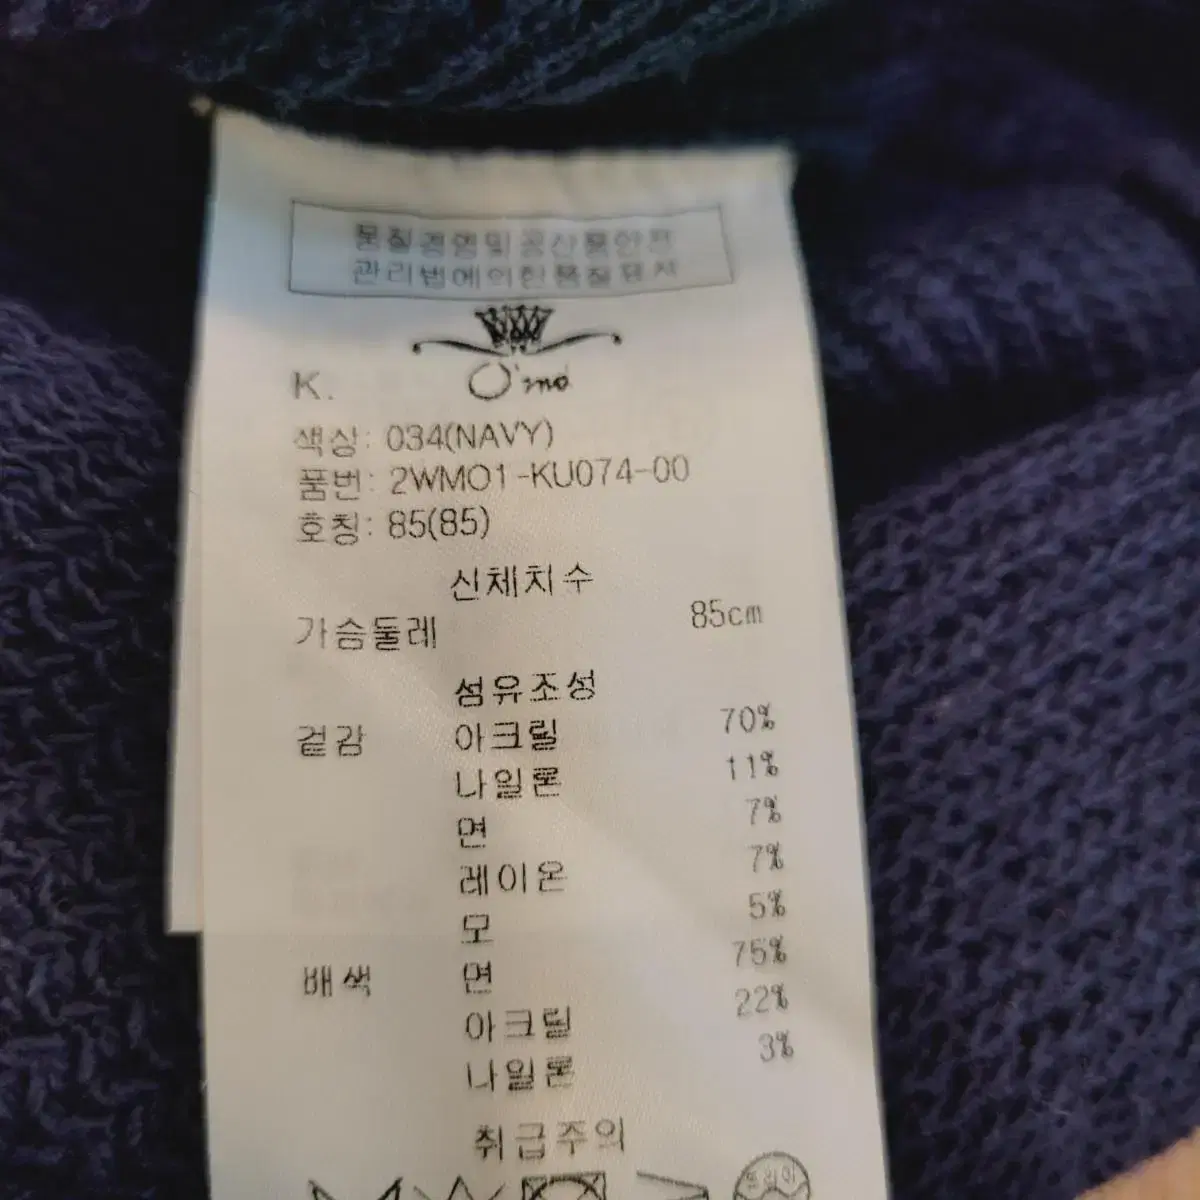 품질경영및공산품안전
관리법에의한품질표시
O'2nd
K.
색상: 034(NAVY)
품번: 2WMO1-KU074-00
호칭: 85(85)
신체치수
가슴둘레 85cm
섬유조성
겉감 아크릴 70%
나일론 11%
면 7%
레이온 7%
모 5%
배색 면 75%
아크릴 22%
나일론 3%
취급주의
드라이